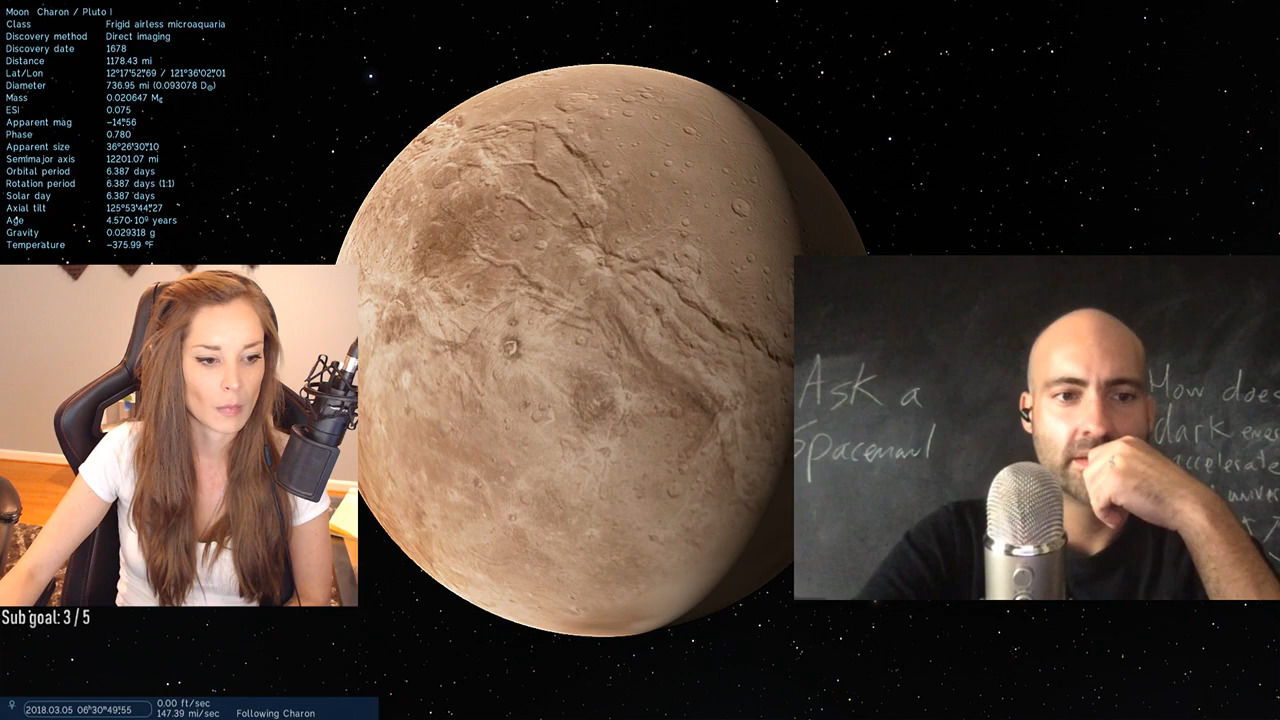 Moon Charon / Pluto I
Class Frigid airless microaquaria
Discovery method Direct imaging
Discovery date 1678
Distance 1178.43 mi
Lat/Lon 12°17'52"69 / 121°36'02"01
Diameter 736.95 mi (0.093078 D⊕)
Mass 0.020647 M
ESI 0.075
Apparent mag −14.56
Phase 0.780
Apparent size 36°26'30"10
Semimajor axis 12201.07 mi
Orbital period 6.387 days
Rotation period 6.387 days (1:1)
Solar day 6.387 days
Axial tilt 125°53'44"27
Age 4.570·10⁹ years
Gravity 0.029318 g
Temperature −375.99 °F
Ask a
Spaceman!
How does
dark
accelerate
Sub goal: 3 / 5
2018.03.05 06:30:49.55
0.00 ft/sec
147.39 mi/sec Following Charon